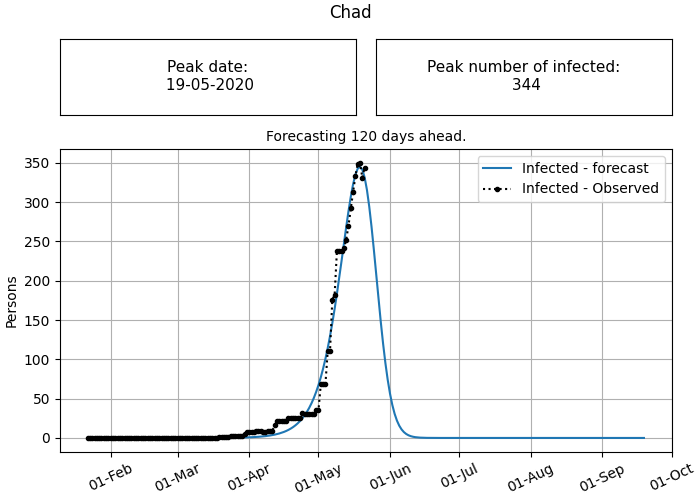 Chad
Peak date:
19-05-2020
Peak number of infected:
344
Forecasting 120 days ahead.
Infected - forecast
Infected - Observed
350
300
250
200
150
100
50
0
Persons
01-Feb
01-Mar
01-Apr
01-May
01-Jun
01-Jul
01-Aug
01-Sep
01-Oct